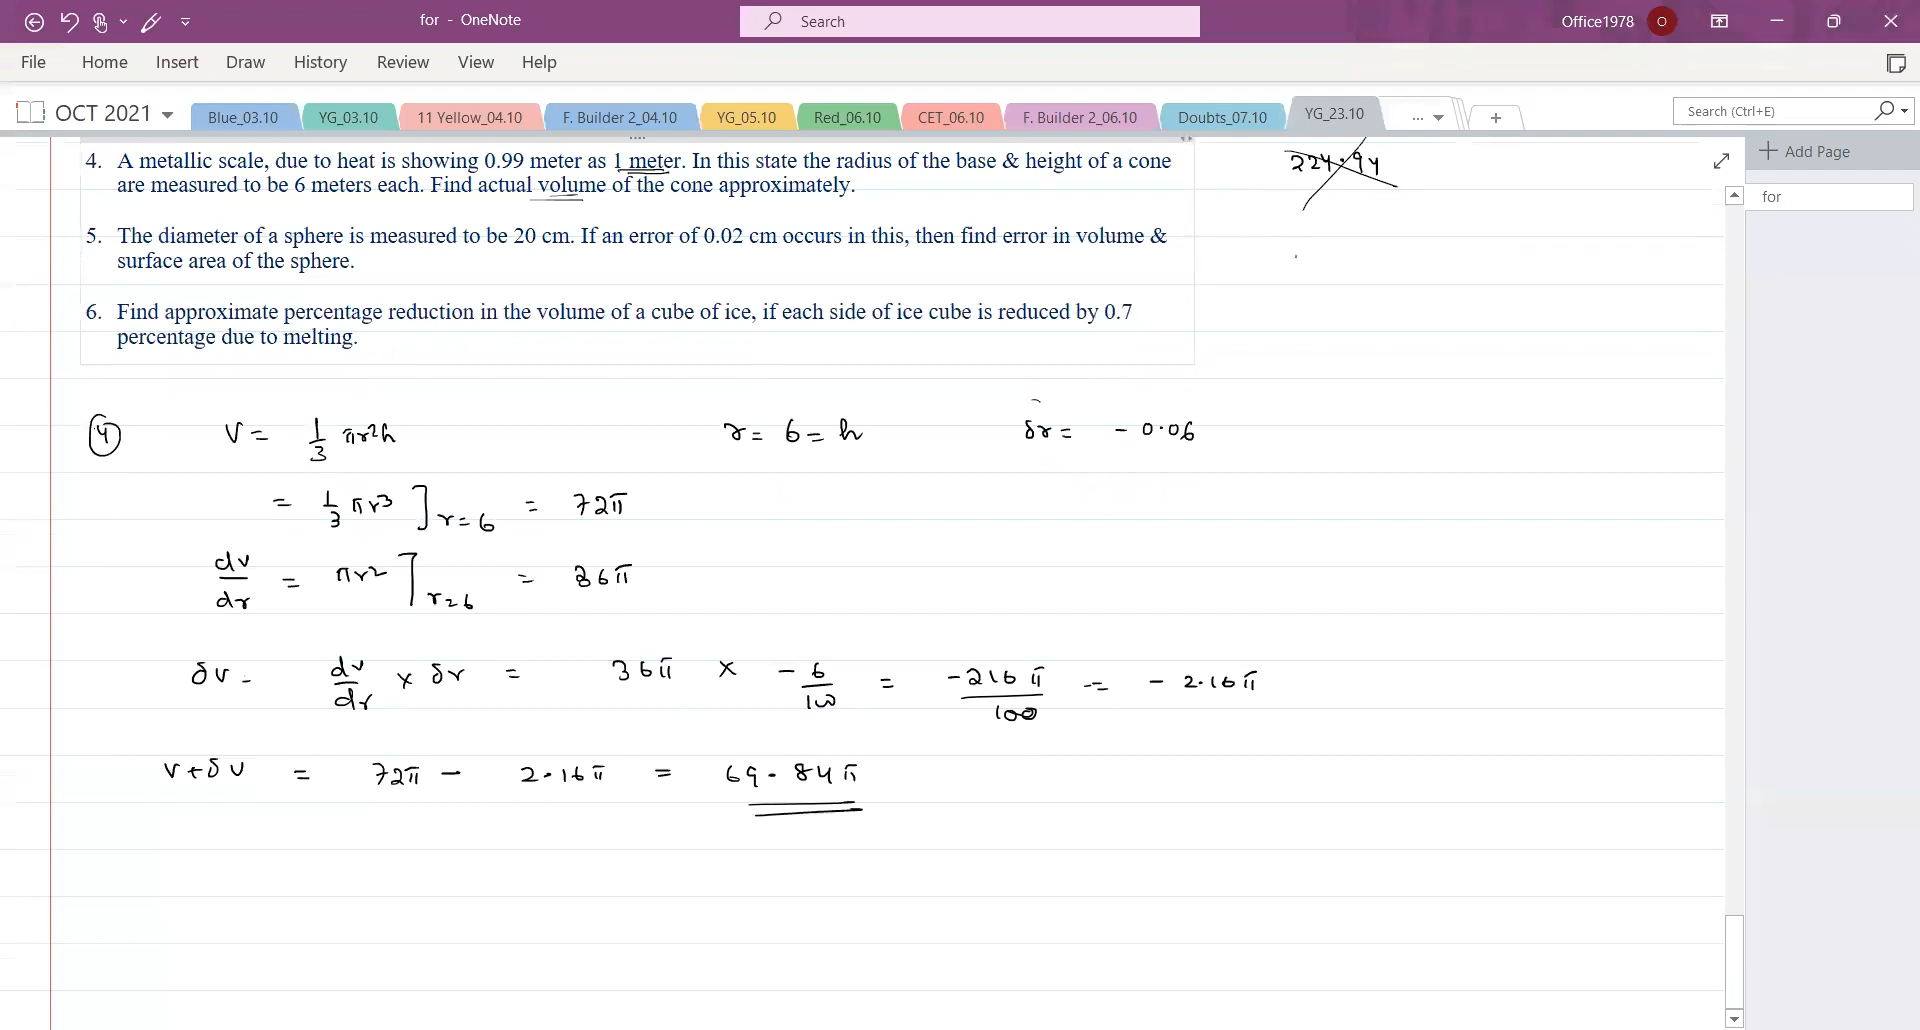 for - OneNote
Search
Office1978
O
File Home Insert Draw History Review View Help
OCT 2021
Blue_03.10 YG_03.10 11 Yellow_04.10 F. Builder 2_04.10 YG_05.10 Red_06.10 CET_06.10 F. Builder 2_06.10 Doubts_07.10 YG_23.10 ... +
Search (Ctrl+E)
+ Add Page
for
4. A metallic scale, due to heat is showing 0.99 meter as 1 meter. In this state the radius of the base & height of a cone
are measured to be 6 meters each. Find actual volume of the cone approximately.
224.94
5. The diameter of a sphere is measured to be 20 cm. If an error of 0.02 cm occurs in this, then find error in volume &
surface area of the sphere.
6. Find approximate percentage reduction in the volume of a cube of ice, if each side of ice cube is reduced by 0.7
percentage due to melting.
4 V = 1/3 πr²h r = 6 = h δr = - 0.06
= 1/3 πr³ ]r=6 = 72π
dv/dr = πr² ]r=6 = 36π
δv = dv/dr × δr = 36π × -6/100 = -216π/100 = - 2.16π
v+δv = 72π - 2.16π = 69.84π